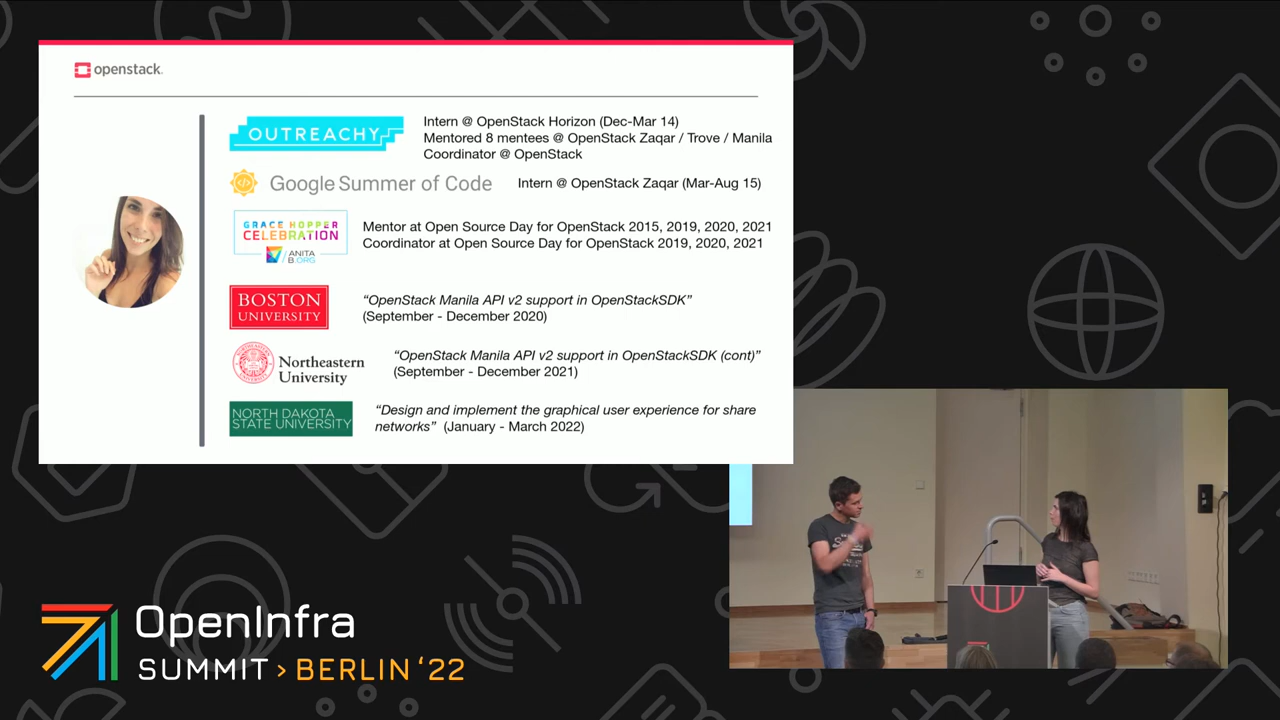 openstack.
OUTREACHY
Intern @ OpenStack Horizon (Dec-Mar 14)
Mentored 8 mentees @ OpenStack Zaqar / Trove / Manila
Coordinator @ OpenStack
Google Summer of Code
Intern @ OpenStack Zaqar (Mar-Aug 15)
GRACE HOPPER
CELEBRATION
ANITA
B.ORG
Mentor at Open Source Day for OpenStack 2015, 2019, 2020, 2021
Coordinator at Open Source Day for OpenStack 2019, 2020, 2021
BOSTON
UNIVERSITY
“OpenStack Manila API v2 support in OpenStackSDK”
(September - December 2020)
Northeastern
University
“OpenStack Manila API v2 support in OpenStackSDK (cont)”
(September - December 2021)
NORTH DAKOTA
STATE UNIVERSITY
“Design and implement the graphical user experience for share
networks” (January - March 2022)
OpenInfra
SUMMIT > BERLIN ‘22